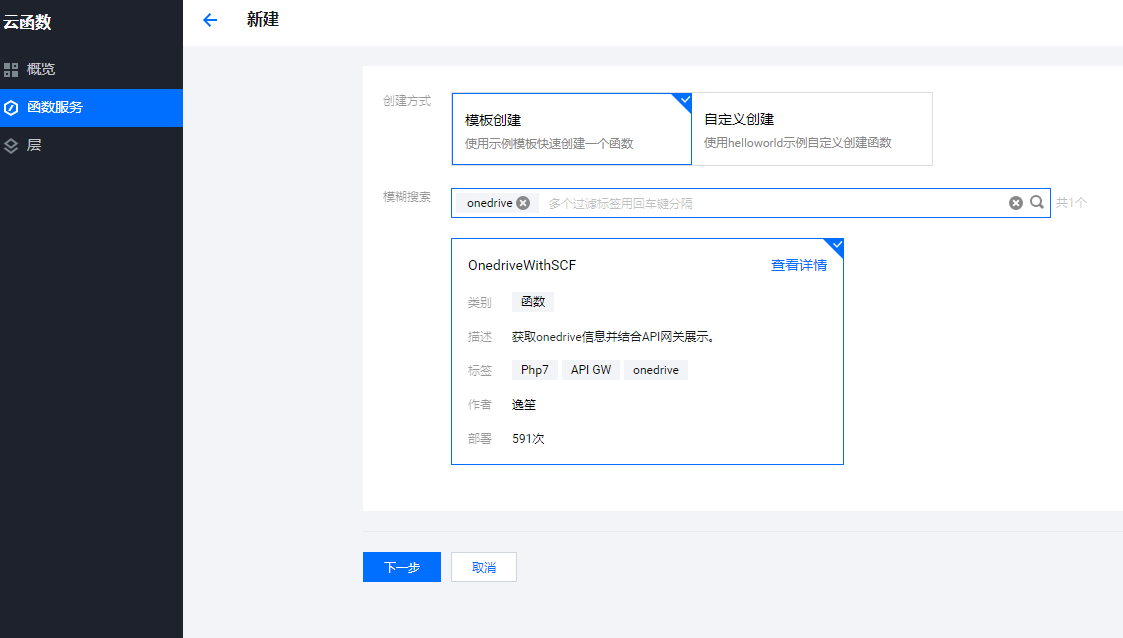 云函数
新建
概览
函数服务
层
创建方式
模板创建
使用示例模板快速创建一个函数
自定义创建
使用helloworld示例自定义创建函数
模糊搜索
onedrive 多个过滤标签用回车键分隔
共1个
OnedriveWithSCF
查看详情
类别 函数
描述 获取onedrive信息并结合API网关展示。
标签 Php7 API GW onedrive
作者 逸笙
部署 591次
下一步
取消